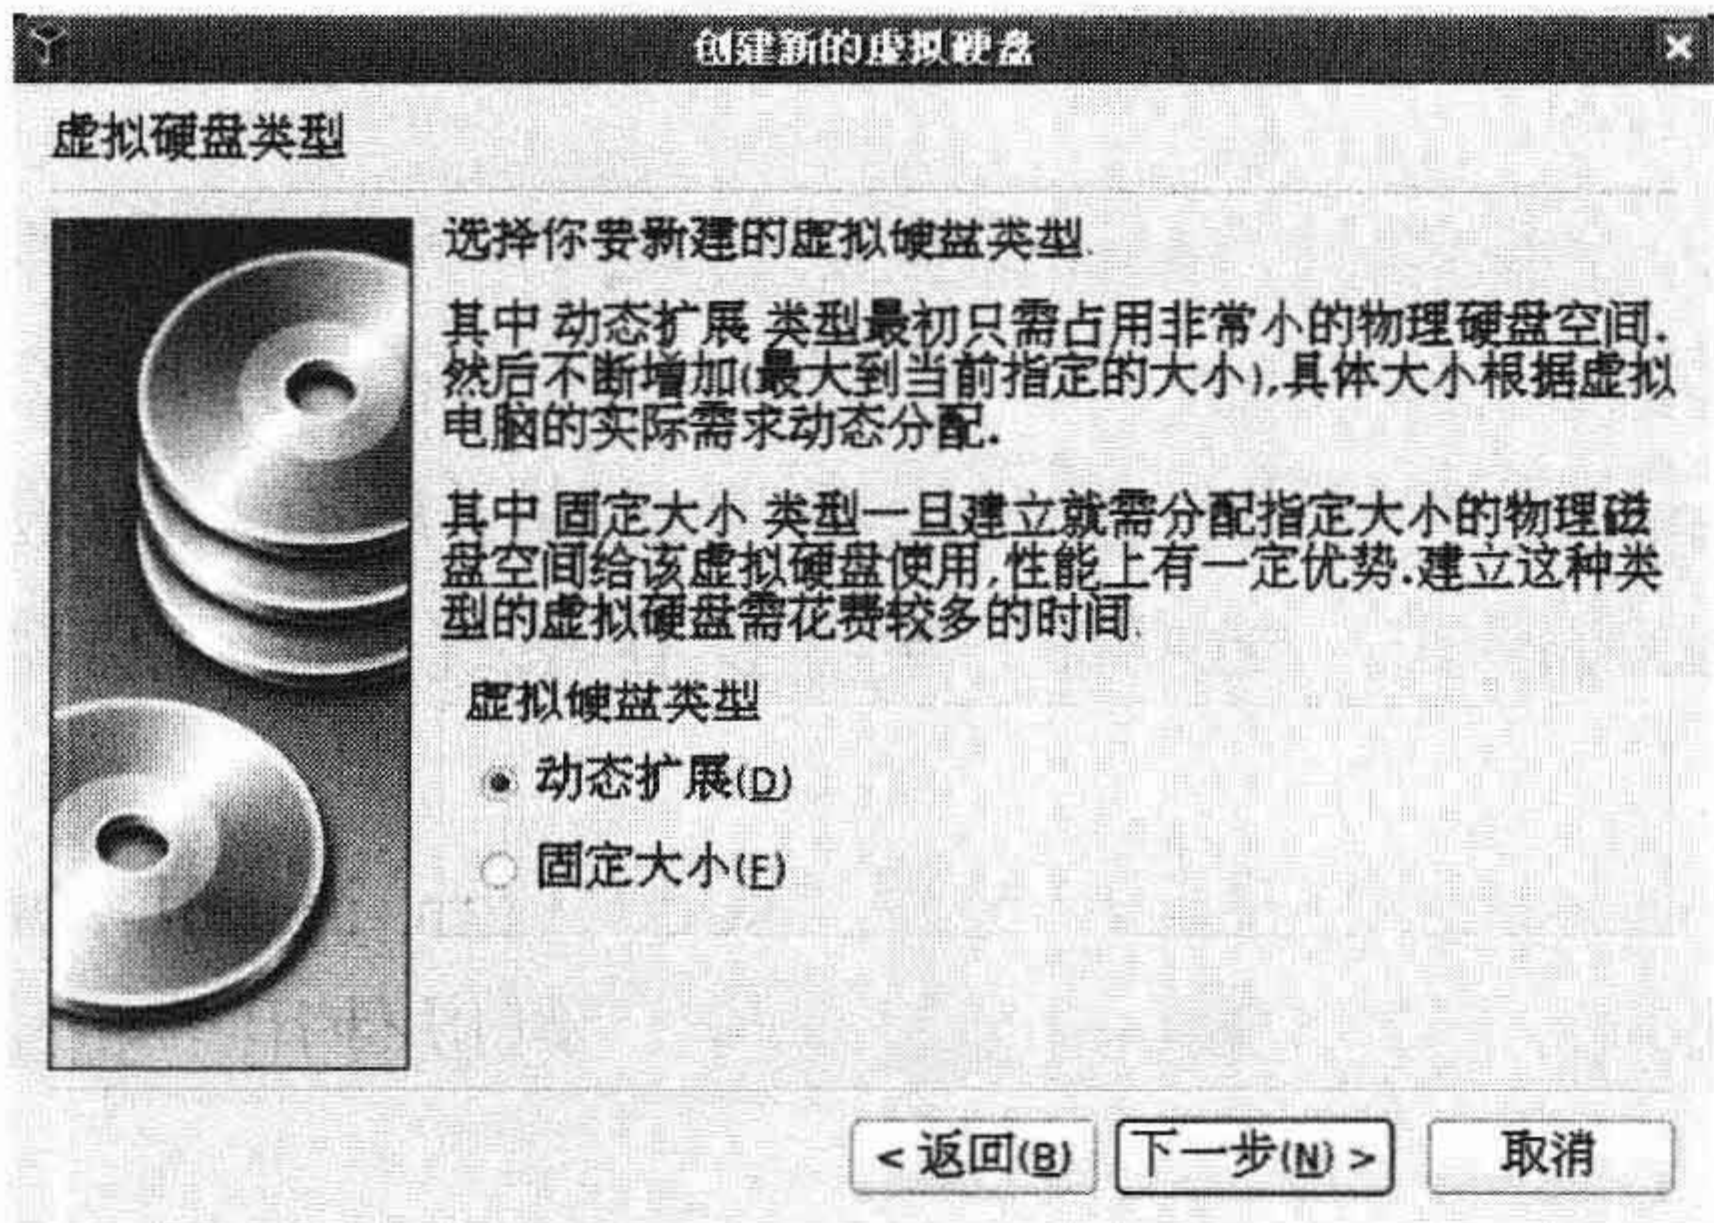 创建新的虚拟硬盘
虚拟硬盘类型
选择你要新建的虚拟硬盘类型.
其中 动态扩展 类型最初只需占用非常小的物理硬盘空间.
然后不断增加(最大到当前指定的大小),具体大小根据虚拟
电脑的实际需求动态分配.
其中 固定大小 类型一旦建立就需分配指定大小的物理磁
盘空间给该虚拟硬盘使用,性能上有一定优势.建立这种类
型的虚拟硬盘需花费较多的时间.
虚拟硬盘类型
动态扩展(D)
固定大小(F)
< 返回(B)
下一步(N) >
取消